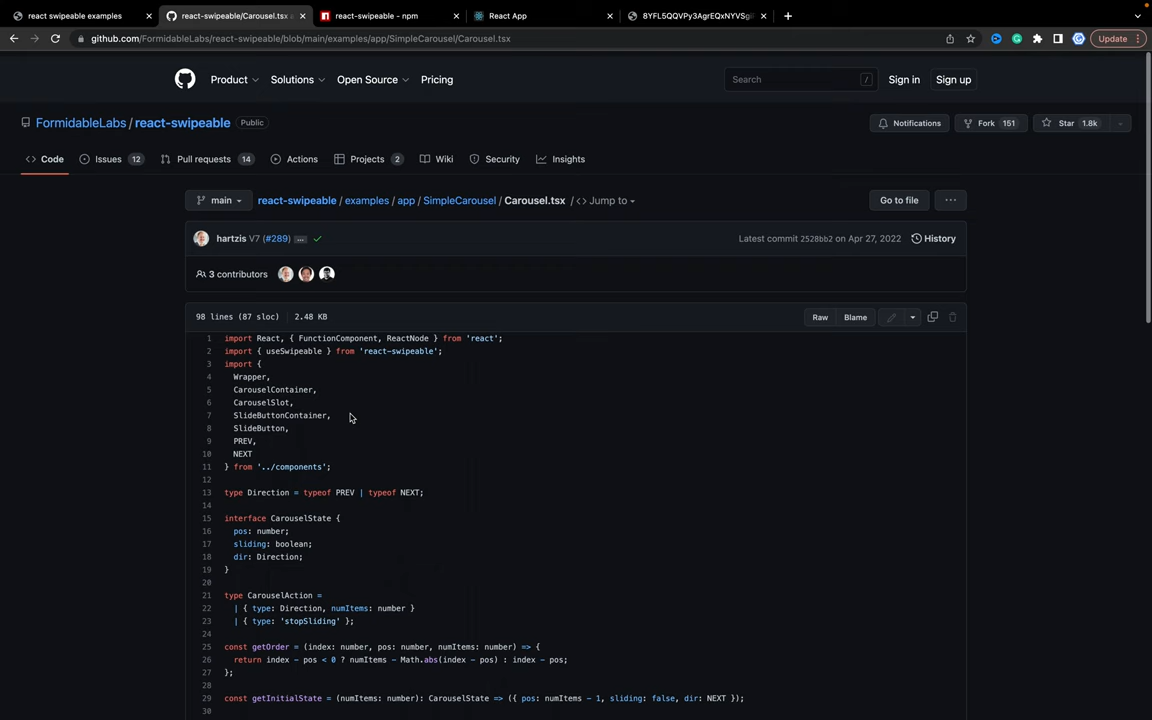 react swipeable examples
react-swipeable/Carousel.tsx
react-swipeable - npm
React App
8YFL5QQVPy3AgrEQxNYVSg
github.com/FormidableLabs/react-swipeable/blob/main/examples/app/SimpleCarousel/Carousel.tsx
Update
Product
Solutions
Open Source
Pricing
Search /
Sign in
Sign up
FormidableLabs / react-swipeable Public
Notifications
Fork 151
Star 1.8k
Code
Issues 12
Pull requests 14
Actions
Projects 2
Wiki
Security
Insights
main
react-swipeable / examples / app / SimpleCarousel / Carousel.tsx / <> Jump to
Go to file
...
hartzis V7 (#289) ...
Latest commit 2528bb2 on Apr 27, 2022
History
3 contributors
98 lines (87 sloc) 2.48 KB
Raw
Blame
1 import React, { FunctionComponent, ReactNode } from 'react';
2 import { useSwipeable } from 'react-swipeable';
3 import {
4 Wrapper,
5 CarouselContainer,
6 CarouselSlot,
7 SlideButtonContainer,
8 SlideButton,
9 PREV,
10 NEXT
11 } from '../components';
12
13 type Direction = typeof PREV | typeof NEXT;
14
15 interface CarouselState {
16 pos: number;
17 sliding: boolean;
18 dir: Direction;
19 }
20
21 type CarouselAction =
22 | { type: Direction, numItems: number }
23 | { type: 'stopSliding' };
24
25 const getOrder = (index: number, pos: number, numItems: number) => {
26 return index - pos < 0 ? numItems - Math.abs(index - pos) : index - pos;
27 };
28
29 const getInitialState = (numItems: number): CarouselState => ({ pos: numItems - 1, sliding: false, dir: NEXT });
30